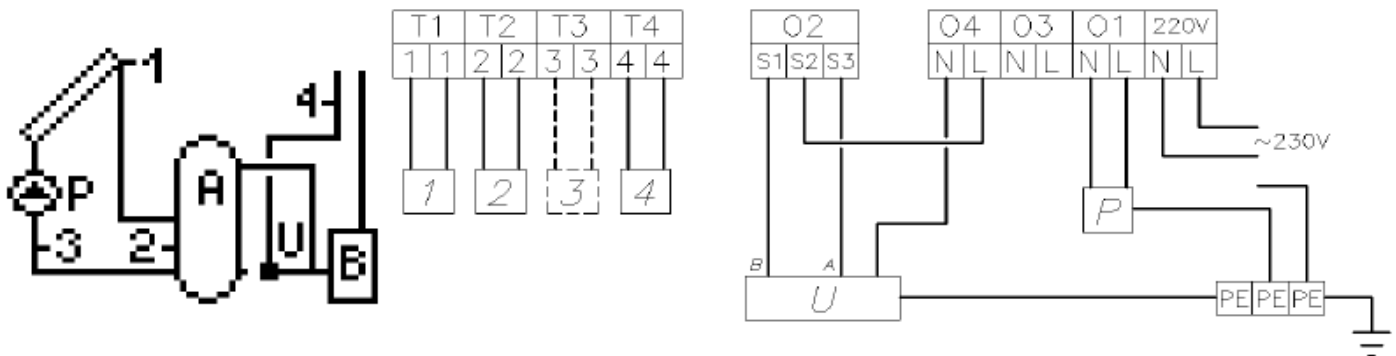 T1 T2 T3 T4
1 1 2 2 3 3 4 4
1 2 3 4
O2 O4 O3 O1 220V
S1 S2 S3 N L N L N L N L
~230V
P
B A
U
PE PE PE
1
4
P A
3 2 U B